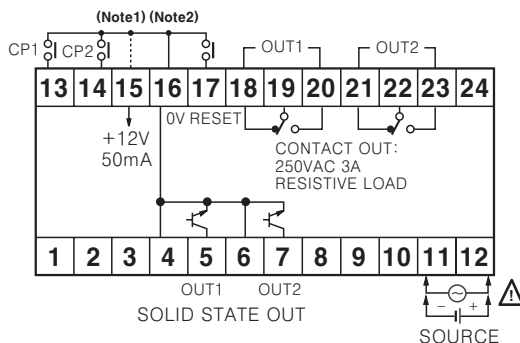 (Note1) (Note2)
CP1 CP2 OUT1 OUT2
13 14 15 16 17 18 19 20 21 22 23 24
+12V
50mA
0V RESET
CONTACT OUT:
250VAC 3A
RESISTIVE LOAD
1 2 3 4 5 6 7 8 9 10 11 12
OUT1 OUT2
SOLID STATE OUT
− +
SOURCE